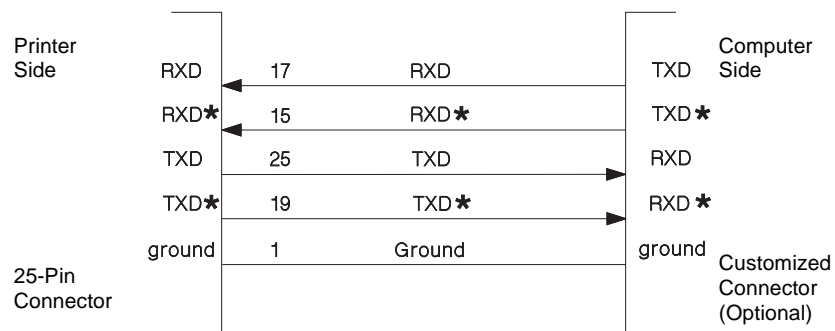 Printer
Side
Computer
Side
RXD 17 RXD TXD
RXD* 15 RXD* TXD*
TXD 25 TXD RXD
TXD* 19 TXD* RXD *
ground 1 Ground ground
25-Pin
Connector
Customized
Connector
(Optional)